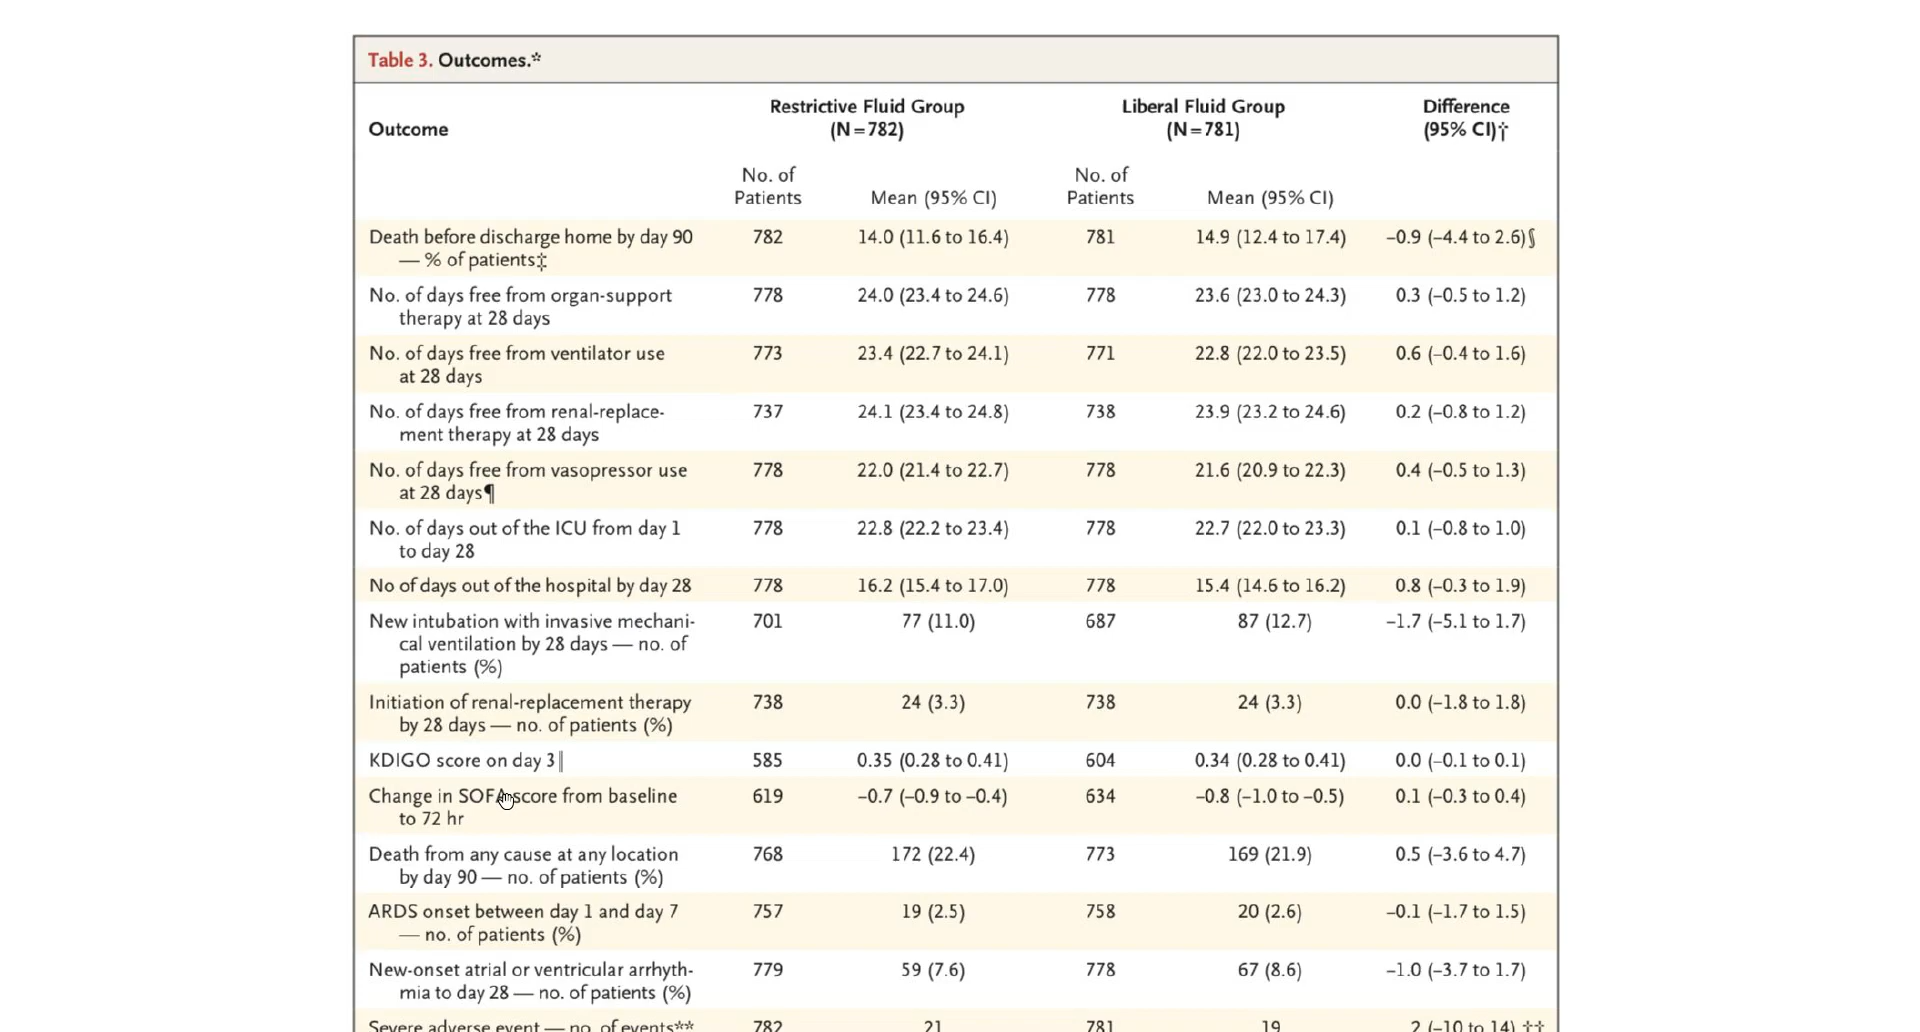 Table 3. Outcomes.*
Outcome Restrictive Fluid Group (N=782) Liberal Fluid Group (N=781) Difference (95% CI)†
No. of Patients Mean (95% CI) No. of Patients Mean (95% CI)
Death before discharge home by day 90 782 14.0 (11.6 to 16.4) 781 14.9 (12.4 to 17.4) –0.9 (–4.4 to 2.6)§
— % of patients‡
No. of days free from organ-support 778 24.0 (23.4 to 24.6) 778 23.6 (23.0 to 24.3) 0.3 (–0.5 to 1.2)
therapy at 28 days
No. of days free from ventilator use 773 23.4 (22.7 to 24.1) 771 22.8 (22.0 to 23.5) 0.6 (–0.4 to 1.6)
at 28 days
No. of days free from renal-replace- 737 24.1 (23.4 to 24.8) 738 23.9 (23.2 to 24.6) 0.2 (–0.8 to 1.2)
ment therapy at 28 days
No. of days free from vasopressor use 778 22.0 (21.4 to 22.7) 778 21.6 (20.9 to 22.3) 0.4 (–0.5 to 1.3)
at 28 days¶
No. of days out of the ICU from day 1 778 22.8 (22.2 to 23.4) 778 22.7 (22.0 to 23.3) 0.1 (–0.8 to 1.0)
to day 28
No of days out of the hospital by day 28 778 16.2 (15.4 to 17.0) 778 15.4 (14.6 to 16.2) 0.8 (–0.3 to 1.9)
New intubation with invasive mechani- 701 77 (11.0) 687 87 (12.7) –1.7 (–5.1 to 1.7)
cal ventilation by 28 days — no. of
patients (%)
Initiation of renal-replacement therapy 738 24 (3.3) 738 24 (3.3) 0.0 (–1.8 to 1.8)
by 28 days — no. of patients (%)
KDIGO score on day 3‖ 585 0.35 (0.28 to 0.41) 604 0.34 (0.28 to 0.41) 0.0 (–0.1 to 0.1)
Change in SOFA score from baseline 619 –0.7 (–0.9 to –0.4) 634 –0.8 (–1.0 to –0.5) 0.1 (–0.3 to 0.4)
to 72 hr
Death from any cause at any location 768 172 (22.4) 773 169 (21.9) 0.5 (–3.6 to 4.7)
by day 90 — no. of patients (%)
ARDS onset between day 1 and day 7 757 19 (2.5) 758 20 (2.6) –0.1 (–1.7 to 1.5)
— no. of patients (%)
New-onset atrial or ventricular arrhyth- 779 59 (7.6) 778 67 (8.6) –1.0 (–3.7 to 1.7)
mia to day 28 — no. of patients (%)
Severe adverse event — no. of events** 782 21 781 19 2 (–10 to 14) ††